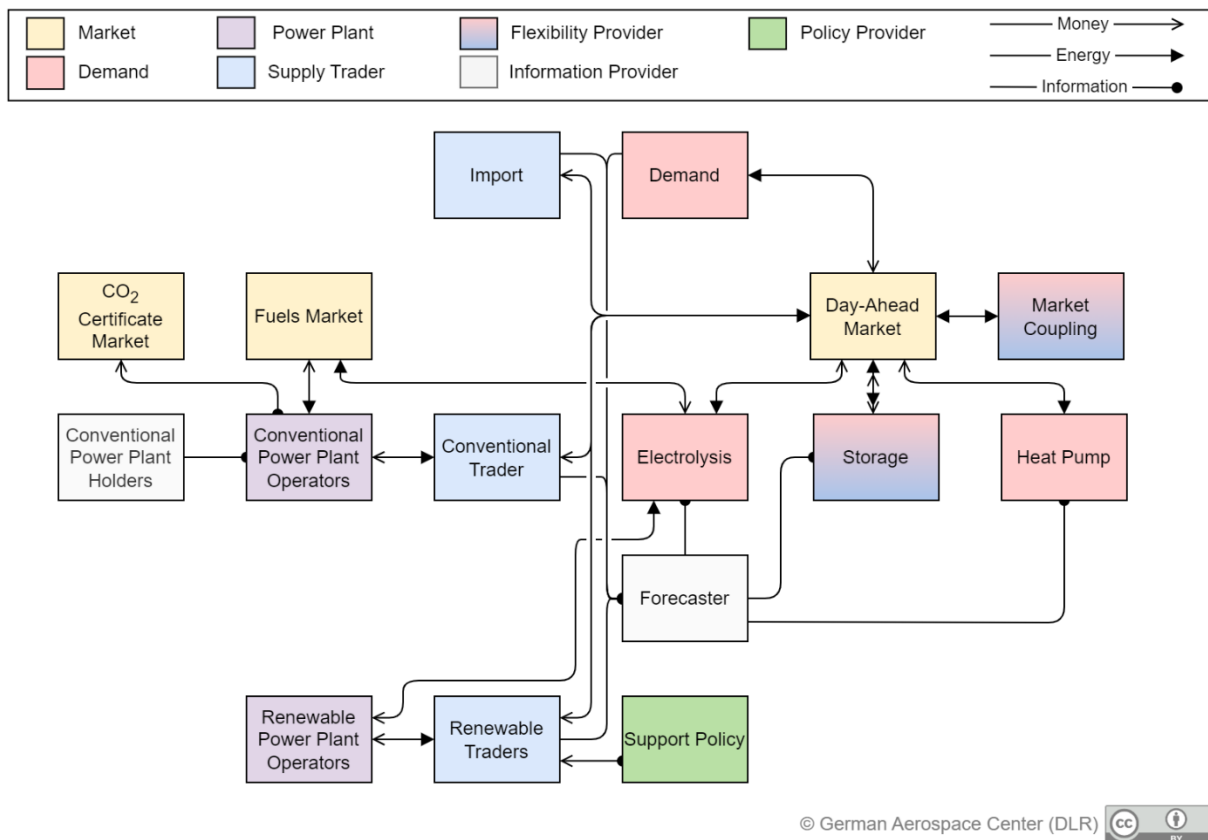 Market
Power Plant
Flexibility Provider
Policy Provider
Money
Demand
Supply Trader
Information Provider
Energy
Information
Import
Demand
CO2
Certificate
Market
Fuels Market
Day-Ahead
Market
Market
Coupling
Conventional
Power Plant
Holders
Conventional
Power Plant
Operators
Conventional
Trader
Electrolysis
Storage
Heat Pump
Forecaster
Renewable
Power Plant
Operators
Renewable
Traders
Support Policy
© German Aerospace Center (DLR)
cc
BY